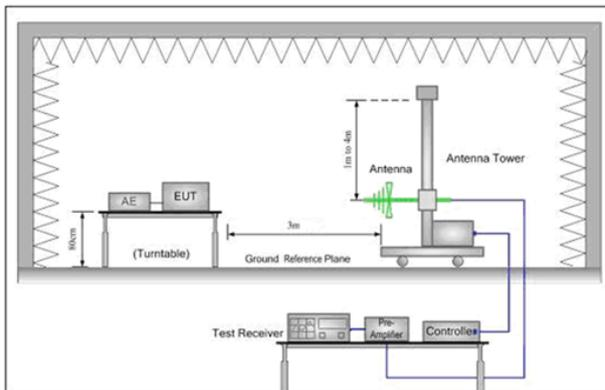 1m to 4m
Antenna
Antenna Tower
AE
EUT
80cm
(Turntable)
3m
Ground Reference Plane
Test Receiver
Pre-
Amplifier
Controller